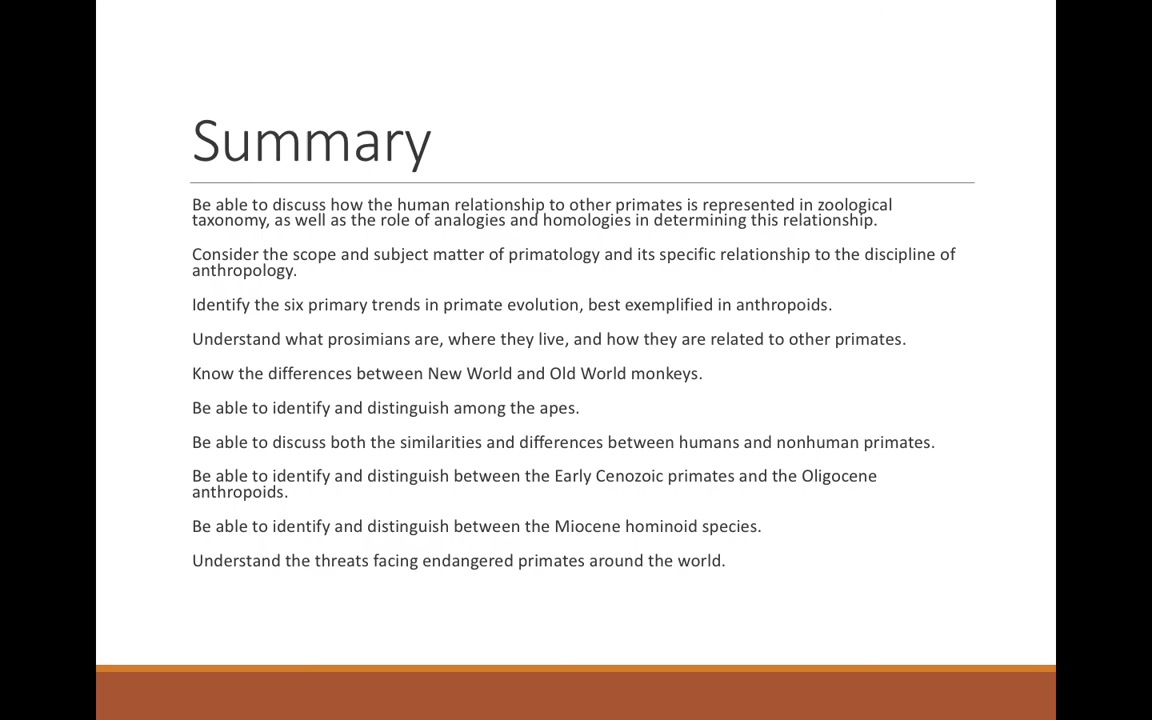 Summary
Be able to discuss how the human relationship to other primates is represented in zoological
taxonomy, as well as the role of analogies and homologies in determining this relationship.
Consider the scope and subject matter of primatology and its specific relationship to the discipline of
anthropology.
Identify the six primary trends in primate evolution, best exemplified in anthropoids.
Understand what prosimians are, where they live, and how they are related to other primates.
Know the differences between New World and Old World monkeys.
Be able to identify and distinguish among the apes.
Be able to discuss both the similarities and differences between humans and nonhuman primates.
Be able to identify and distinguish between the Early Cenozoic primates and the Oligocene
anthropoids.
Be able to identify and distinguish between the Miocene hominoid species.
Understand the threats facing endangered primates around the world.